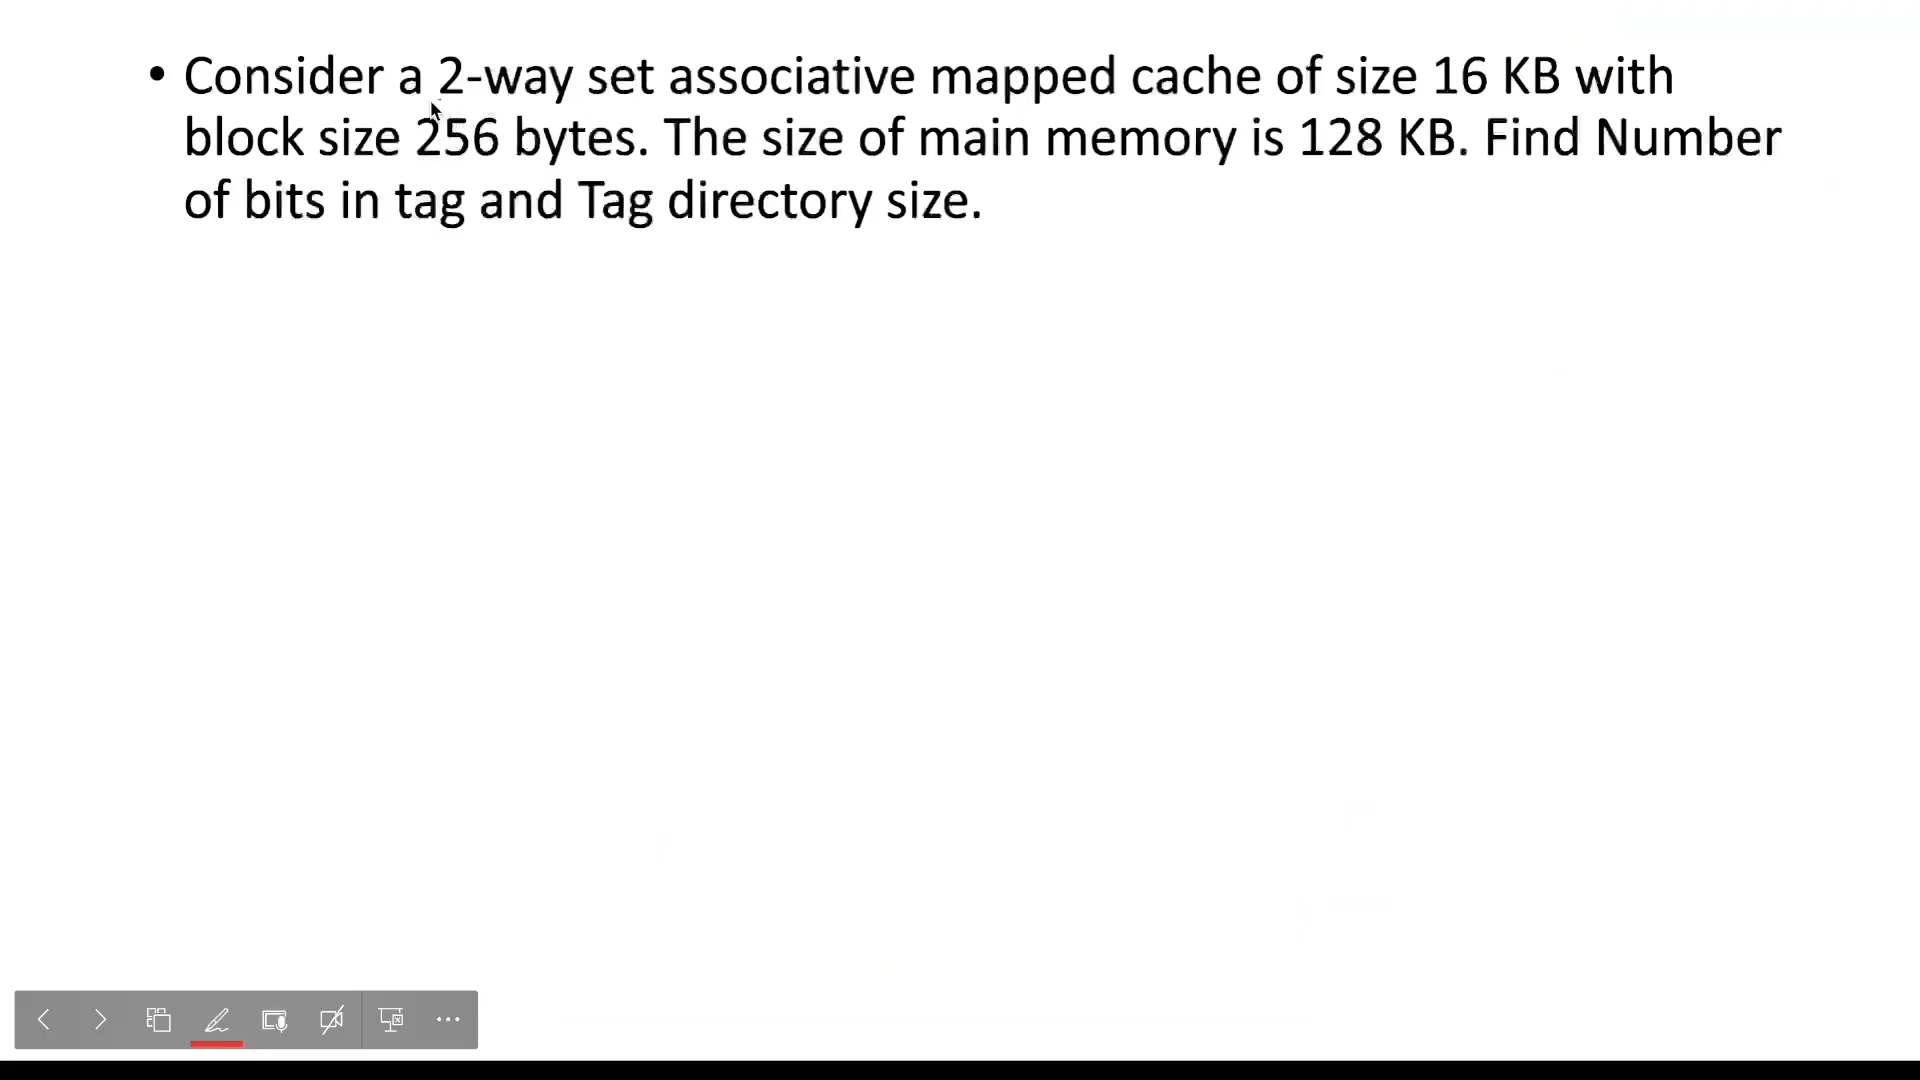 • Consider a 2-way set associative mapped cache of size 16 KB with
block size 256 bytes. The size of main memory is 128 KB. Find Number
of bits in tag and Tag directory size.